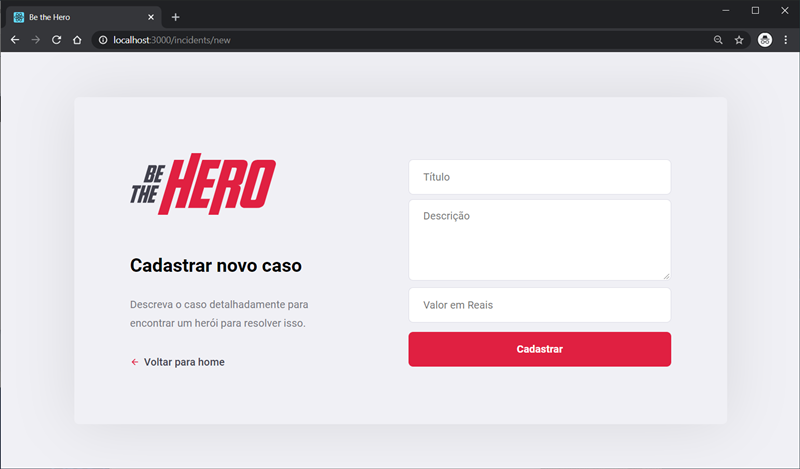 Be the Hero
localhost:3000/incidents/new
BE
THE HERO
Cadastrar novo caso
Descreva o caso detalhadamente para
encontrar um herói para resolver isso.
Voltar para home
Título
Descrição
Valor em Reais
Cadastrar